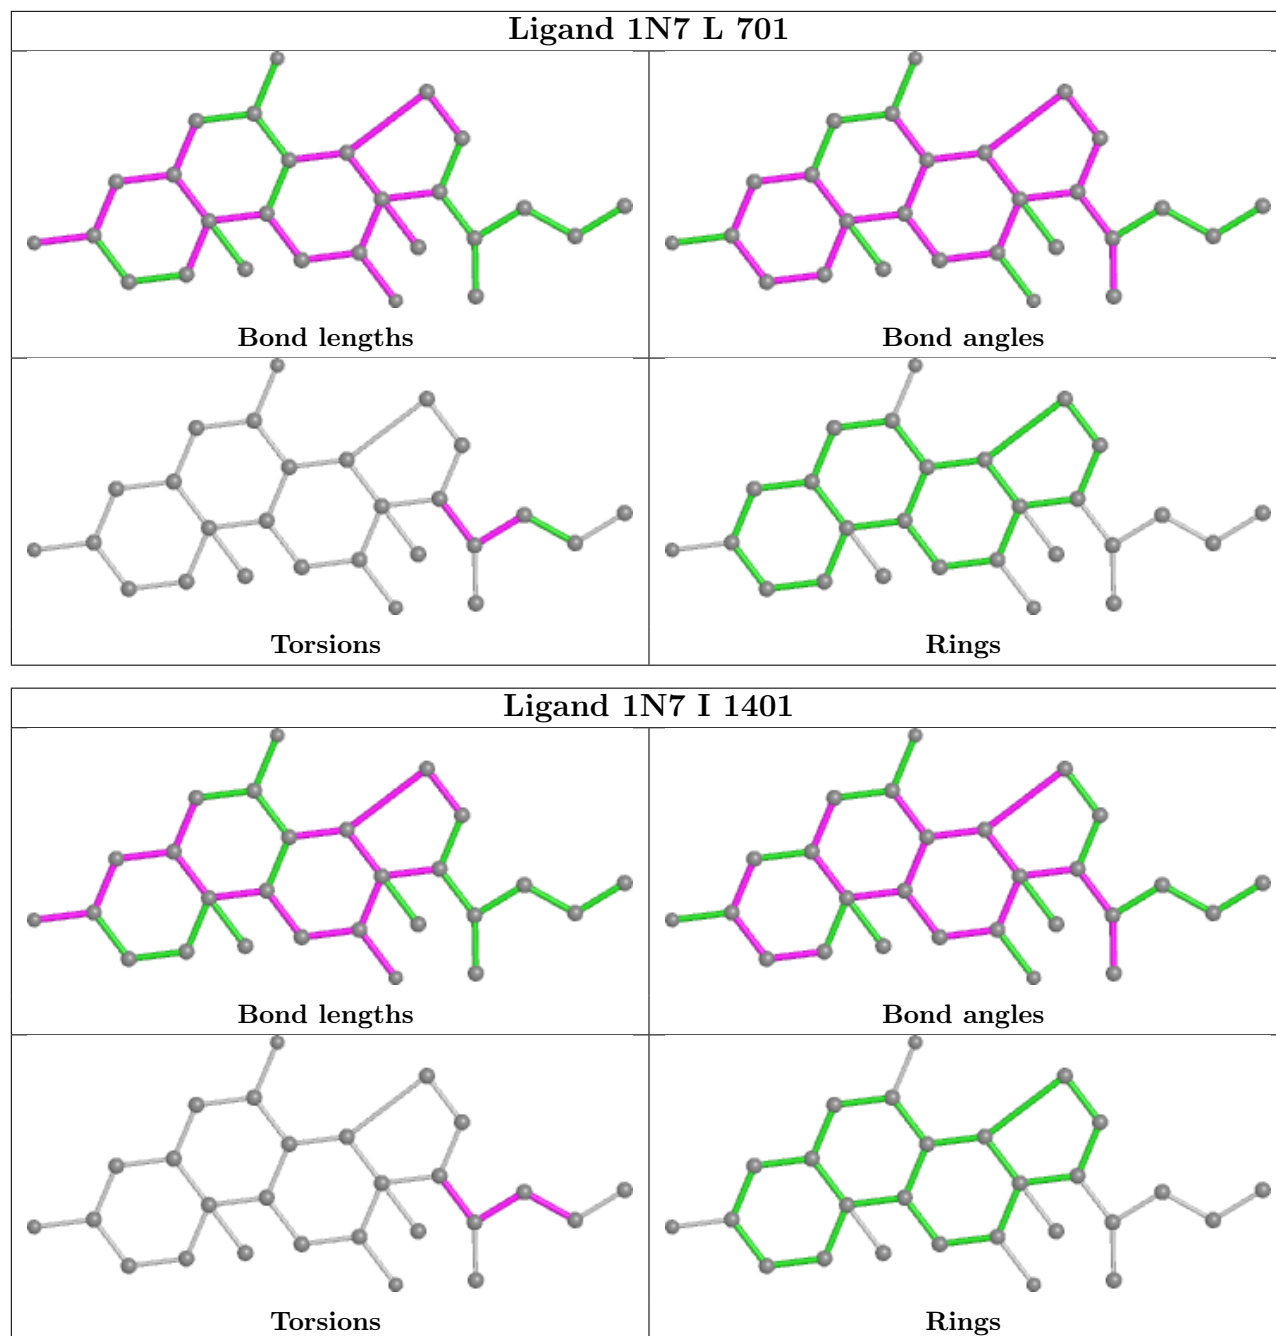 Ligand 1N7 L 701
Bond lengths
Bond angles
Torsions
Rings
Ligand 1N7 I 1401
Bond lengths
Bond angles
Torsions
Rings